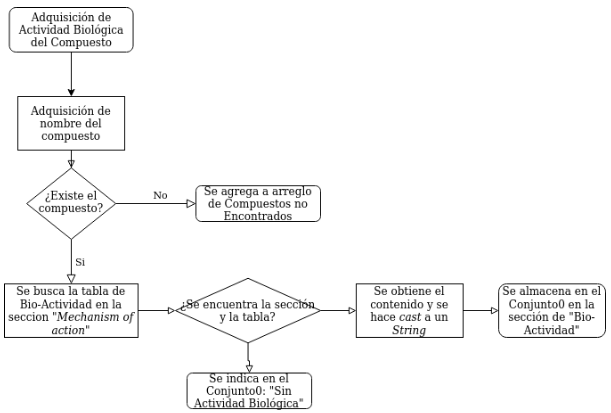 Adquisición de
Actividad Biológica
del Compuesto
Adquisición de
nombre del
compuesto
¿Existe el
compuesto?
No
Se agrega a arreglo
de Compuestos no
Encontrados
Si
Se busca la tabla de
Bio-Actividad en la
seccion "Mechanism of
action"
¿Se encuentra la sección
y la tabla?
Se obtiene el
contenido y se
hace cast a un
String
Se almacena en el
Conjunto0 en la
sección de "Bio-
Actividad"
Se indica en el
Conjunto0: "Sin
Actividad Biológica"